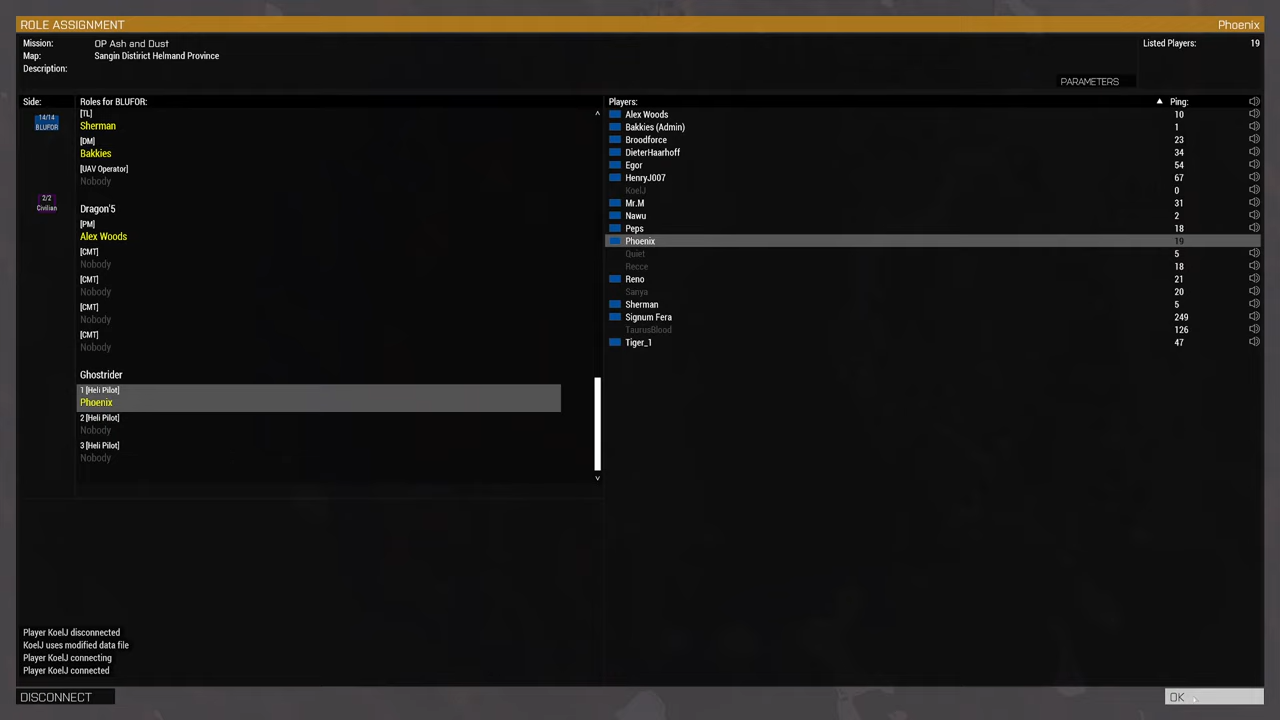 ROLE ASSIGNMENT
Phoenix
Mission: OP Ash and Dust
Map: Sangin Distirict Helmand Province
Description:
Listed Players: 19
PARAMETERS
Side:
14/14
BLUFOR
2/2
Civilian
Roles for BLUFOR:
[TL]
Sherman
[DM]
Bakkies
[UAV Operator]
Nobody
Dragon'5
[PM]
Alex Woods
[CMT]
Nobody
[CMT]
Nobody
[CMT]
Nobody
[CMT]
Nobody
Ghostrider
1 [Heli Pilot]
Phoenix
2 [Heli Pilot]
Nobody
3 [Heli Pilot]
Nobody
Players: Ping:
Alex Woods 10
Bakkies (Admin) 1
Broodforce 23
DieterHaarhoff 34
Egor 54
HenryJ007 67
KoelJ 0
Mr.M 31
Nawu 2
Peps 18
Phoenix 19
Quiet 5
Recce 18
Reno 21
Sanya 20
Sherman 5
Signum Fera 249
TaurusBlood 126
Tiger_1 47
Player KoelJ disconnected
KoelJ uses modified data file
Player KoelJ connecting
Player KoelJ connected
DISCONNECT
OK